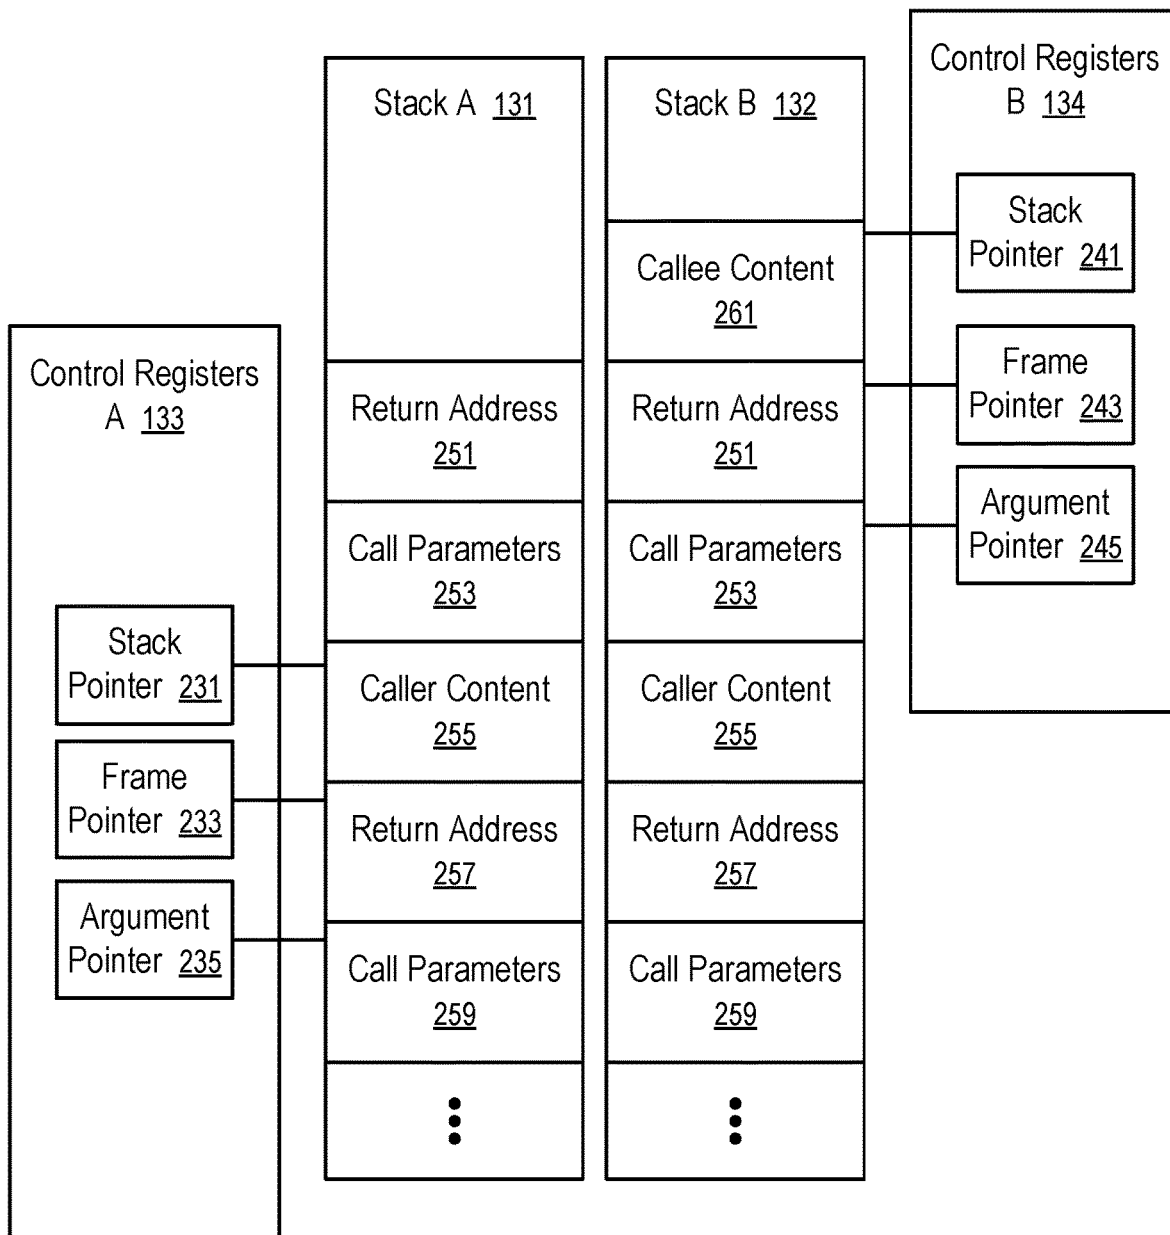 Control Registers
A 133
Stack
Pointer 231
Frame
Pointer 233
Argument
Pointer 235
Stack A 131
Return Address
251
Call Parameters
253
Caller Content
255
Return Address
257
Call Parameters
259
Stack B 132
Callee Content
261
Return Address
251
Call Parameters
253
Caller Content
255
Return Address
257
Call Parameters
259
Control Registers
B 134
Stack
Pointer 241
Frame
Pointer 243
Argument
Pointer 245